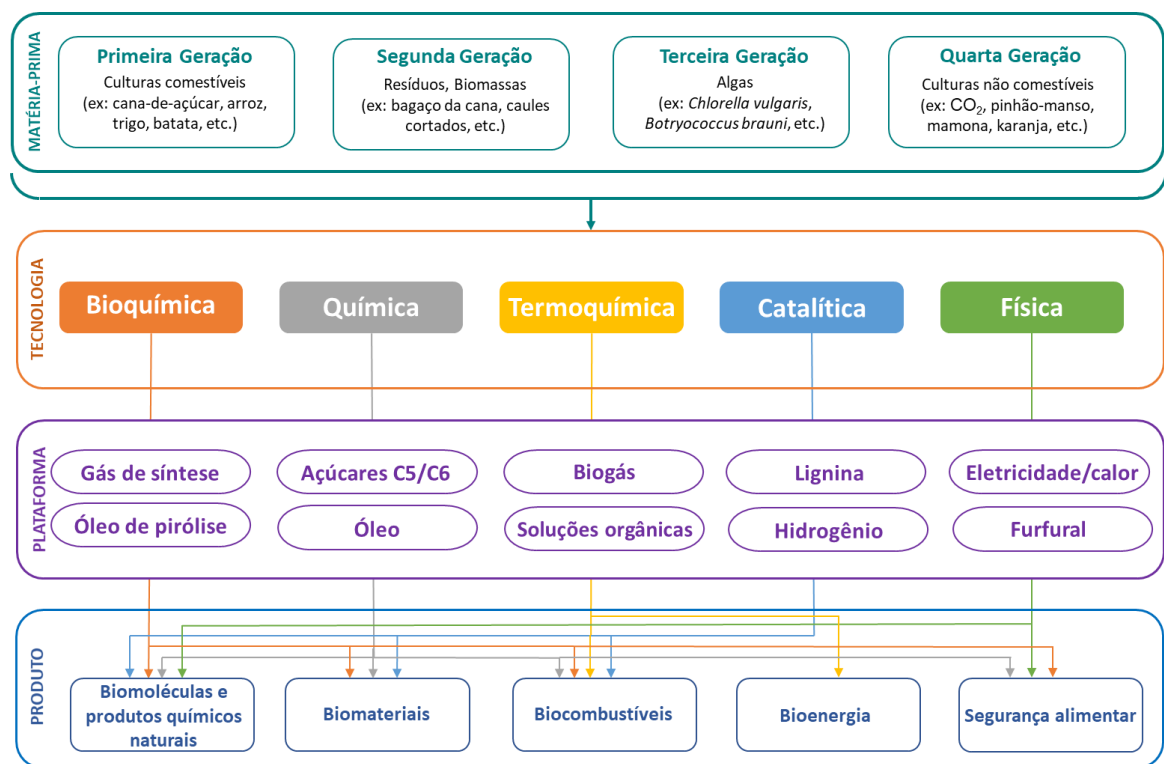 MATÉRIA-PRIMA
Primeira Geração
Culturas comestíveis
(ex: cana-de-açúcar, arroz,
trigo, batata, etc.)
Segunda Geração
Resíduos, Biomassas
(ex: bagaço da cana, caules
cortados, etc.)
Terceira Geração
Algas
(ex: Chlorella vulgaris,
Botryococcus brauni, etc.)
Quarta Geração
Culturas não comestíveis
(ex: CO₂, pinhão-manso,
mamona, karanja, etc.)
TECNOLOGIA
Bioquímica
Química
Termoquímica
Catalítica
Física
PLATAFORMA
Gás de síntese
Açúcares C5/C6
Biogás
Lignina
Eletricidade/calor
Óleo de pirólise
Óleo
Soluções orgânicas
Hidrogênio
Furfural
PRODUTO
Biomoléculas e
produtos químicos
naturais
Biomateriais
Biocombustíveis
Bioenergia
Segurança alimentar